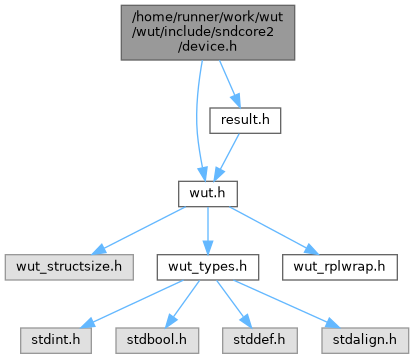 /home/runner/work/wut
/wut/include/sndcore2
/device.h
result.h
wut.h
wut_structsize.h
wut_types.h
wut_rplwrap.h
stdint.h
stdbool.h
stddef.h
stdalign.h